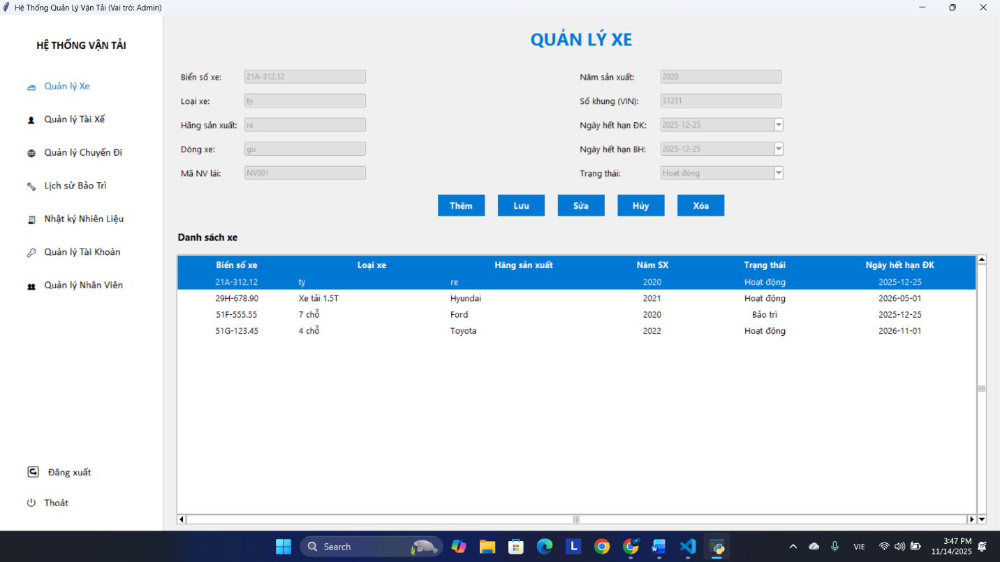 Hệ Thống Quản Lý Vận Tải (Vai trò: Admin)
HỆ THỐNG VẬN TẢI
Quản lý Xe
Quản lý Tài Xế
Quản lý Chuyến Đi
Lịch sử Bảo Trì
Nhật ký Nhiên Liệu
Quản lý Tài Khoản
Quản lý Nhân Viên
Đăng xuất
Thoát
QUẢN LÝ XE
Biển số xe: 21A-312.12 Năm sản xuất: 2020
Loại xe: ty Số khung (VIN): 31231
Hãng sản xuất: re Ngày hết hạn ĐK: 2025-12-25
Dòng xe: gu Ngày hết hạn BH: 2025-12-25
Mã NV lái: NV001 Trạng thái: Hoạt động
Thêm Lưu Sửa Hủy Xóa
Danh sách xe
Biển số xe Loại xe Hãng sản xuất Năm SX Trạng thái Ngày hết hạn ĐK
21A-312.12 ty re 2020 Hoạt động 2025-12-25
29H-678.90 Xe tải 1.5T Hyundai 2021 Hoạt động 2026-05-01
51F-555.55 7 chỗ Ford 2020 Bảo trì 2025-12-25
51G-123.45 4 chỗ Toyota 2022 Hoạt động 2026-11-01
Search
L
VIE
3:47 PM
11/14/2025